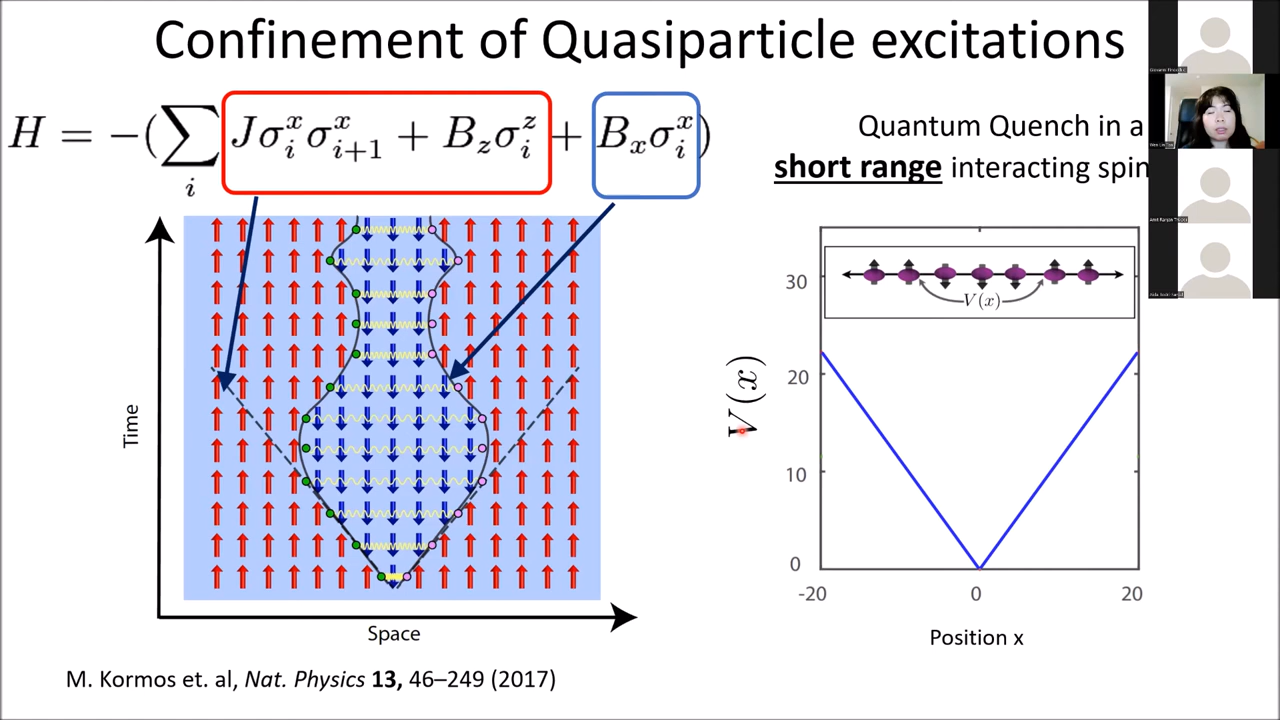 Confinement of Quasiparticle excitations
H = −(∑ᵢ Jσᵢˣσᵢ₊₁ˣ + B_zσᵢᶻ + Bₓσᵢˣ)
Quantum Quench in a
short range interacting spin
Time
Space
V(x)
30
20
10
0
-20
0
20
V(x)
Position x
M. Kormos et. al, Nat. Physics 13, 46–249 (2017)